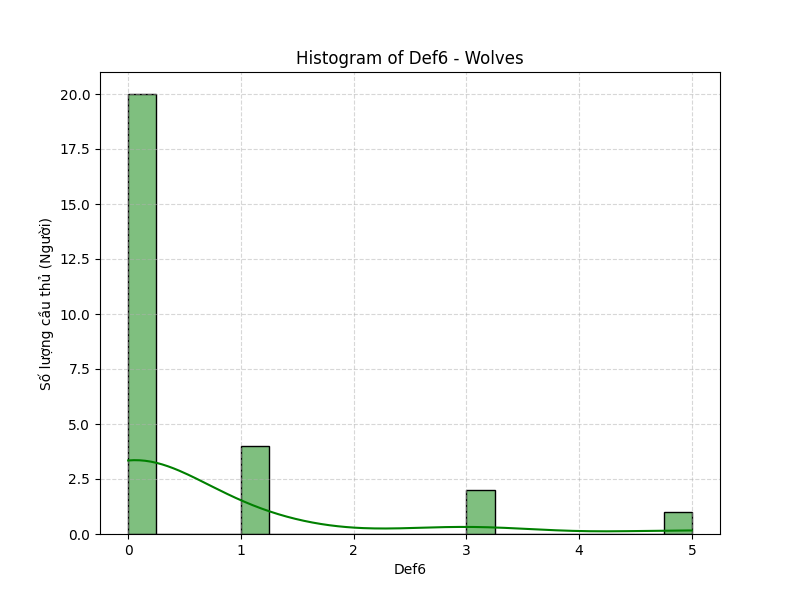 Histogram of Def6 - Wolves
Số lượng cầu thủ (Người)
20.0
17.5
15.0
12.5
10.0
7.5
5.0
2.5
0.0
0 1 2 3 4 5
Def6